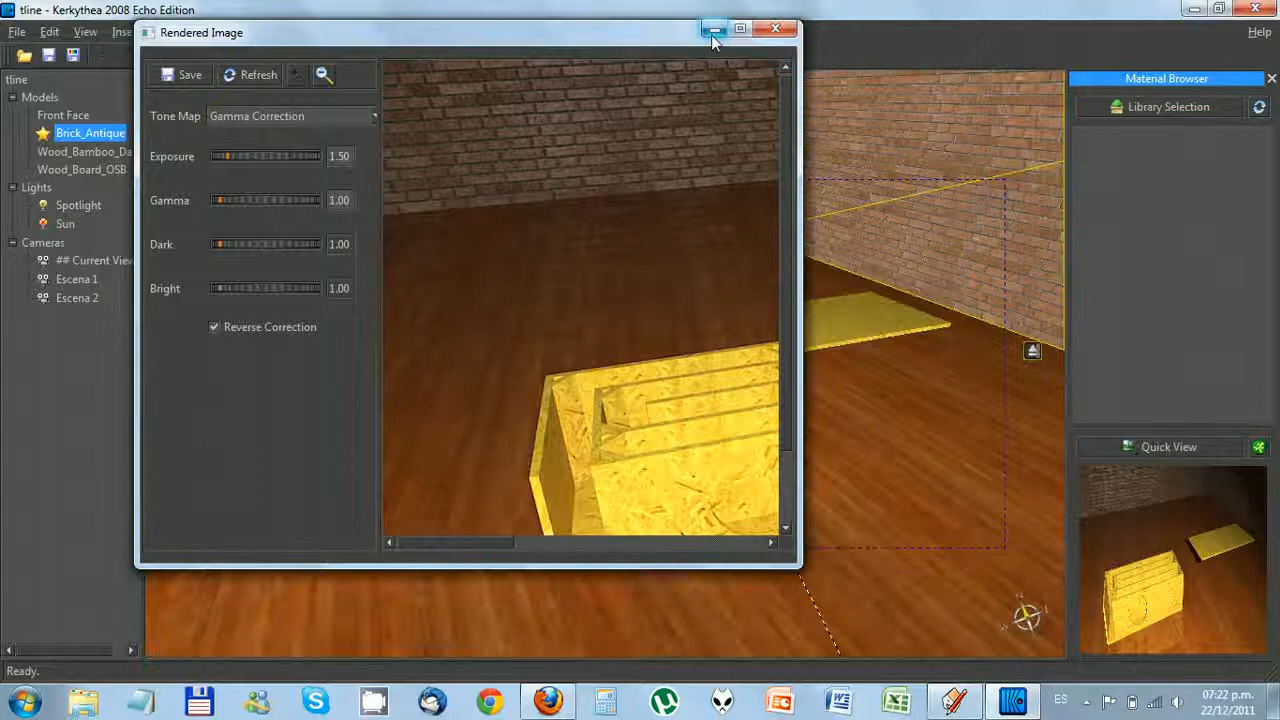 tline - Kerkythea 2008 Echo Edition
File Edit View Inse
Help
Rendered Image
Save Refresh
Tone Map Gamma Correction
Exposure 1.50
Gamma 1.00
Dark 1.00
Bright 1.00
Reverse Correction
tline
Models
Front Face
Brick_Antique
Wood_Bamboo_Da
Wood_Board_OSB
Lights
Spotlight
Sun
Cameras
## Current View
Escena 1
Escena 2
Material Browser
Library Selection
Quick View
Ready.
ES
07:22 p.m.
22/12/2011